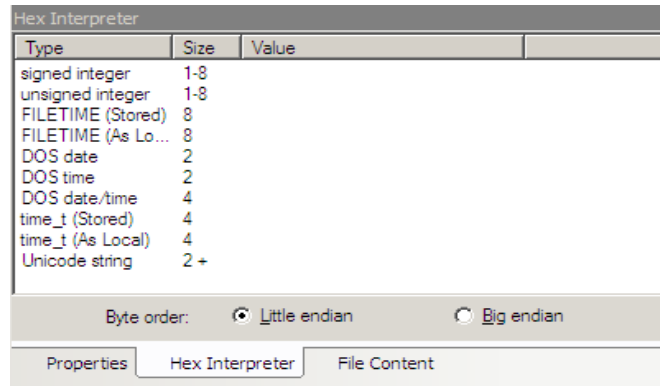 Hex Interpreter
Type Size Value
signed integer 1-8
unsigned integer 1-8
FILETIME (Stored) 8
FILETIME (As Lo... 8
DOS date 2
DOS time 2
DOS date/time 4
time_t (Stored) 4
time_t (As Local) 4
Unicode string 2 +
Byte order: Little endian Big endian
Properties Hex Interpreter File Content